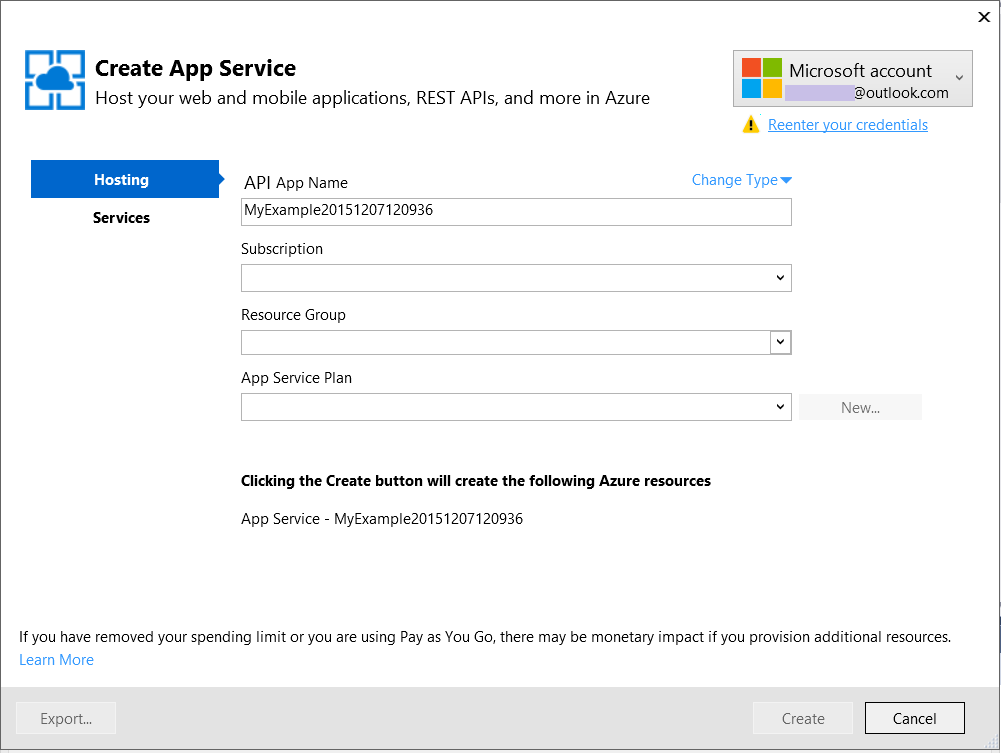 Create App Service
Host your web and mobile applications, REST APIs, and more in Azure
Microsoft account
@outlook.com
Reenter your credentials
Hosting
Services
API App Name
Change Type
MyExample20151207120936
Subscription
Resource Group
App Service Plan
New...
Clicking the Create button will create the following Azure resources
App Service - MyExample20151207120936
If you have removed your spending limit or you are using Pay as You Go, there may be monetary impact if you provision additional resources.
Learn More
Export...
Create
Cancel